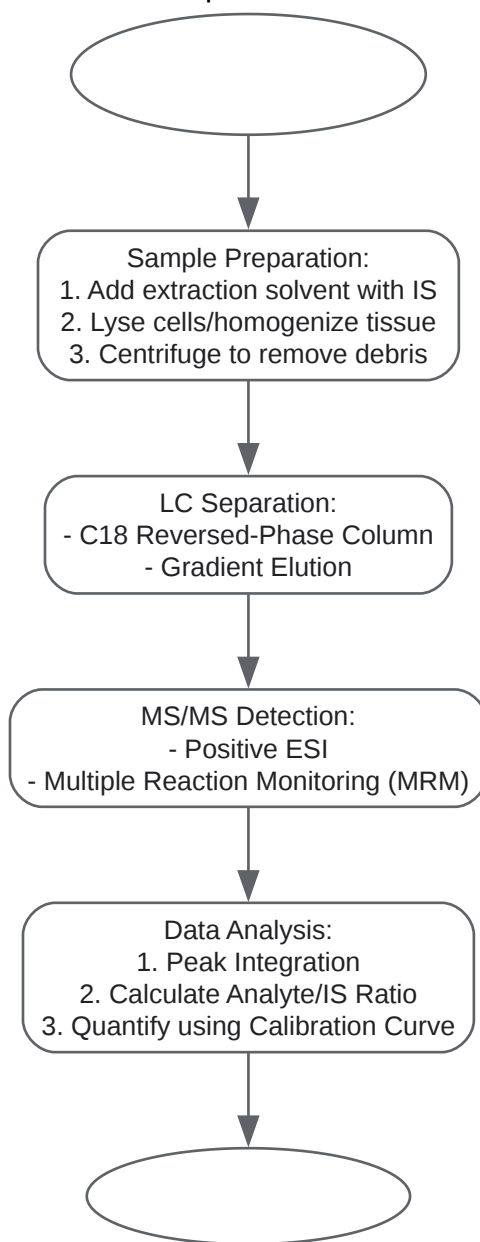 Sample Preparation:
1. Add extraction solvent with IS
2. Lyse cells/homogenize tissue
3. Centrifuge to remove debris
LC Separation:
- C18 Reversed-Phase Column
- Gradient Elution
MS/MS Detection:
- Positive ESI
- Multiple Reaction Monitoring (MRM)
Data Analysis:
1. Peak Integration
2. Calculate Analyte/IS Ratio
3. Quantify using Calibration Curve